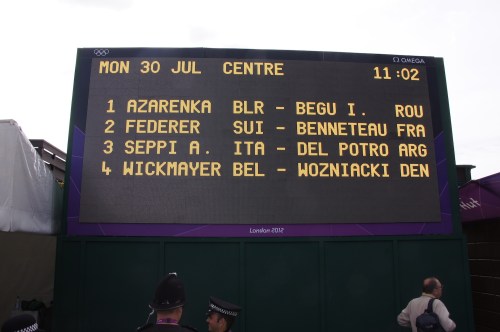 Ω OMEGA
MON 30 JUL CENTRE 11:02
1 AZARENKA BLR - BEGU I. ROU
2 FEDERER SUI - BENNETEAU FRA
3 SEPPI A. ITA - DEL POTRO ARG
4 WICKMAYER BEL - WOZNIACKI DEN
London 2012
Hut